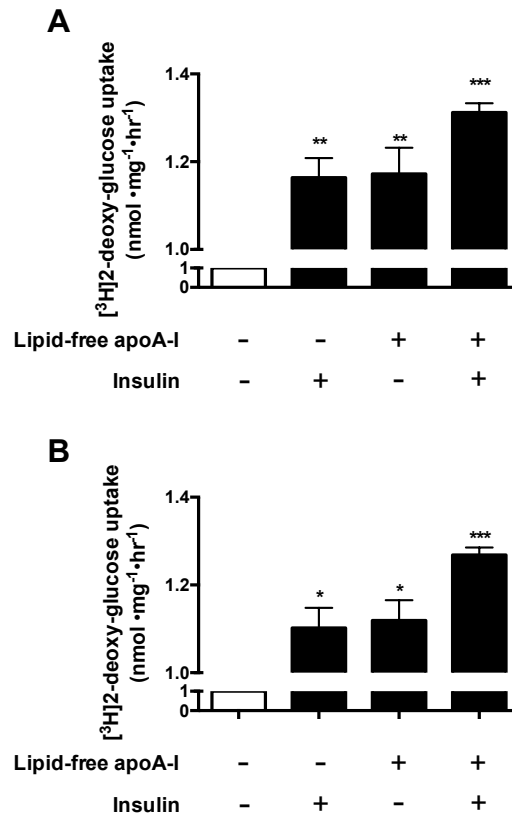 A
[³H]2-deoxy-glucose uptake
(nmol •mg⁻¹•hr⁻¹)
1.4
1.2
1.0
1
0
**
**
***
Lipid-free apoA-I - - + +
Insulin - + - +
B
[³H]2-deoxy-glucose uptake
(nmol •mg⁻¹•hr⁻¹)
1.4
1.2
1.0
1
0
*
*
***
Lipid-free apoA-I - - + +
Insulin - + - +